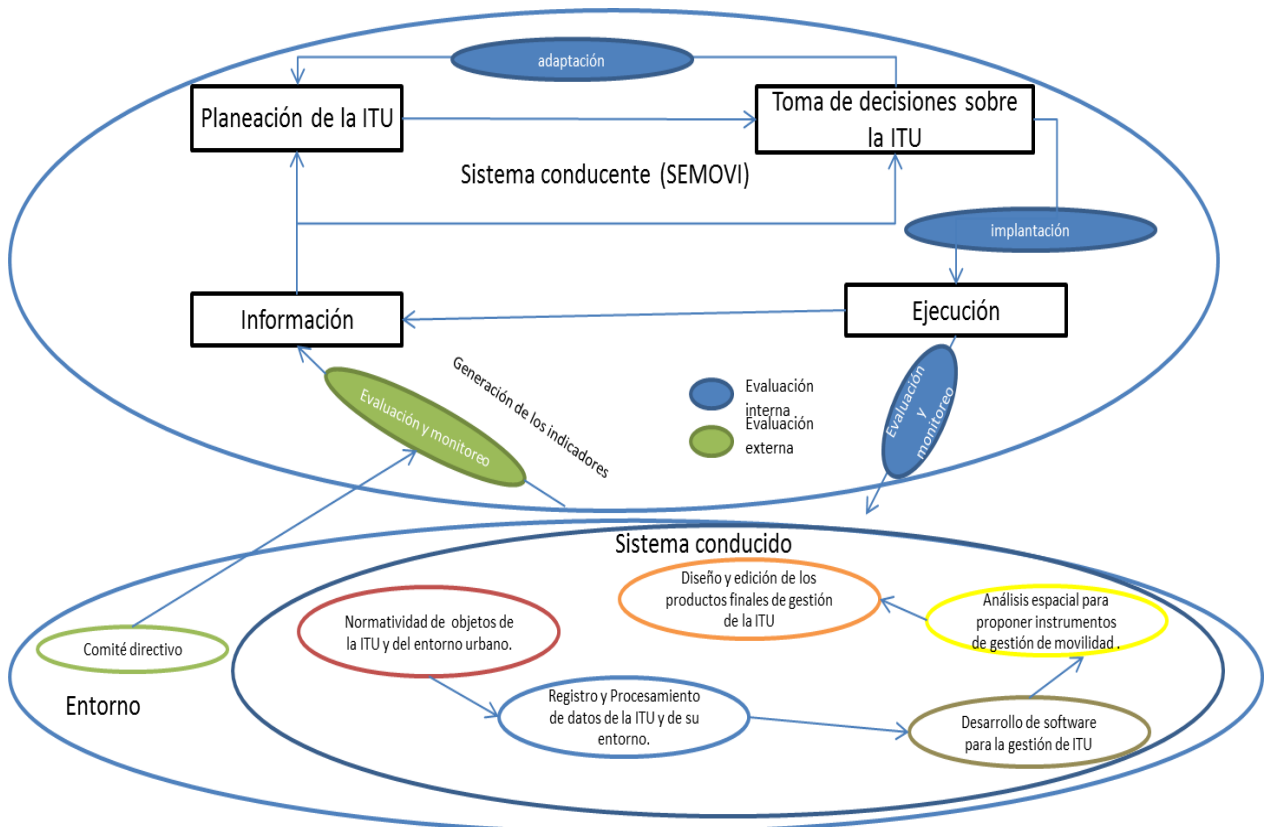 adaptación
Planeación de la ITU
Toma de decisiones sobre
la ITU
Sistema conducente (SEMOVI)
implantación
Información
Ejecución
Evaluación y monitoreo
Generación de los indicadores
Evaluación
interna
Evaluación
externa
Evaluación
y
monitoreo
Sistema conducido
Diseño y edición de los
productos finales de gestión
de la ITU
Análisis espacial para
proponer instrumentos
de gestión de movilidad .
Normatividad de objetos de
la ITU y del entorno urbano.
Comité directivo
Entorno
Registro y Procesamiento
de datos de la ITU y de su
entorno.
Desarrollo de software
para la gestión de ITU